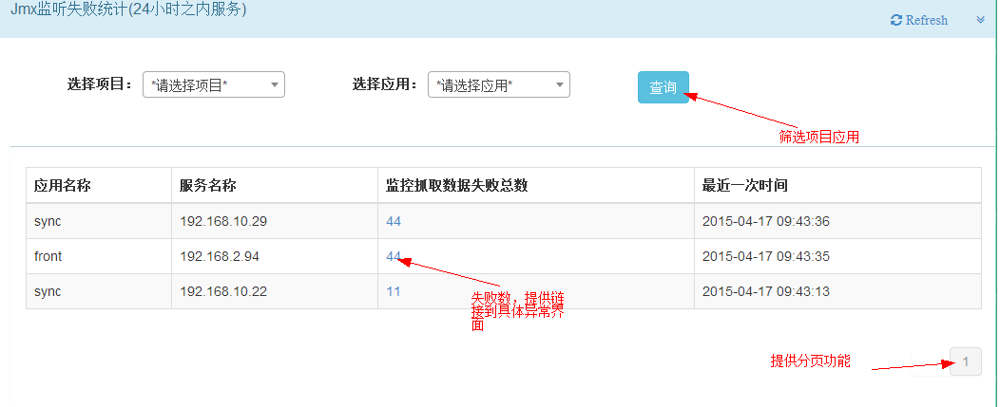 Jmx监听失败统计(24小时之内服务)
Refresh
选择项目： *请选择项目* 选择应用： *请选择应用* 查询
筛选项目应用
应用名称 服务名称 监控抓取数据失败总数 最近一次时间
sync 192.168.10.29 44 2015-04-17 09:43:36
front 192.168.2.94 44 2015-04-17 09:43:35
sync 192.168.10.22 11 2015-04-17 09:43:13
失败数，提供链
接到具体异常界
面
提供分页功能 1